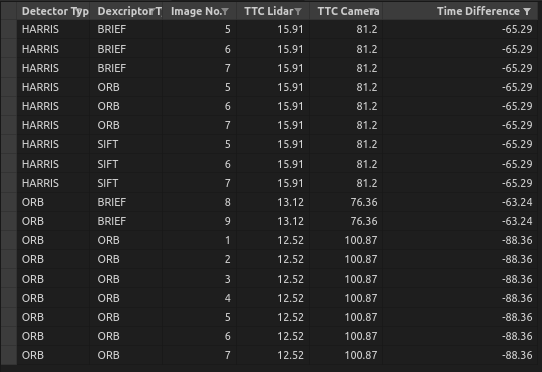 Detector Typ Dexcriptor T Image No. TTC Lidar TTC Camera Time Difference
HARRIS BRIEF 5 15.91 81.2 -65.29
HARRIS BRIEF 6 15.91 81.2 -65.29
HARRIS BRIEF 7 15.91 81.2 -65.29
HARRIS ORB 5 15.91 81.2 -65.29
HARRIS ORB 6 15.91 81.2 -65.29
HARRIS ORB 7 15.91 81.2 -65.29
HARRIS SIFT 5 15.91 81.2 -65.29
HARRIS SIFT 6 15.91 81.2 -65.29
HARRIS SIFT 7 15.91 81.2 -65.29
ORB BRIEF 8 13.12 76.36 -63.24
ORB BRIEF 9 13.12 76.36 -63.24
ORB ORB 1 12.52 100.87 -88.36
ORB ORB 2 12.52 100.87 -88.36
ORB ORB 3 12.52 100.87 -88.36
ORB ORB 4 12.52 100.87 -88.36
ORB ORB 5 12.52 100.87 -88.36
ORB ORB 6 12.52 100.87 -88.36
ORB ORB 7 12.52 100.87 -88.36